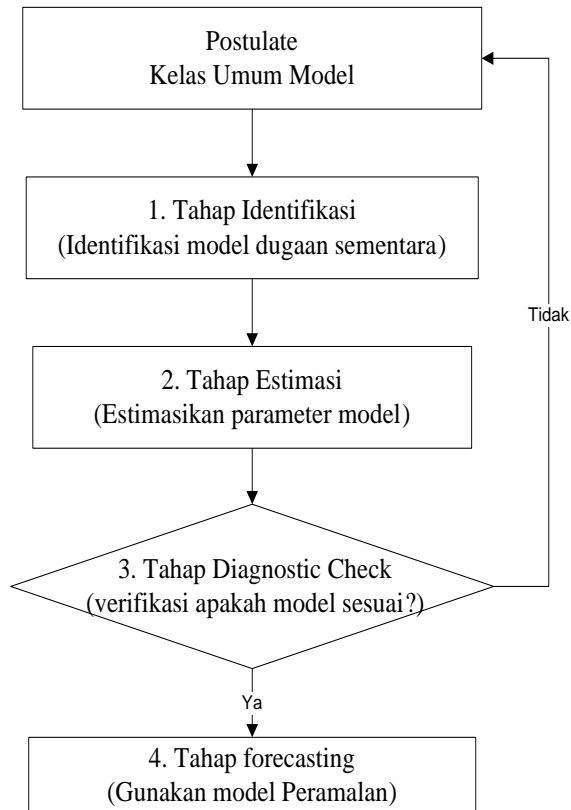 Postulate
Kelas Umum Model
1. Tahap Identifikasi
(Identifikasi model dugaan sementara)
Tidak
2. Tahap Estimasi
(Estimasikan parameter model)
3. Tahap Diagnostic Check
(verifikasi apakah model sesuai?)
Ya
4. Tahap forecasting
(Gunakan model Peramalan)